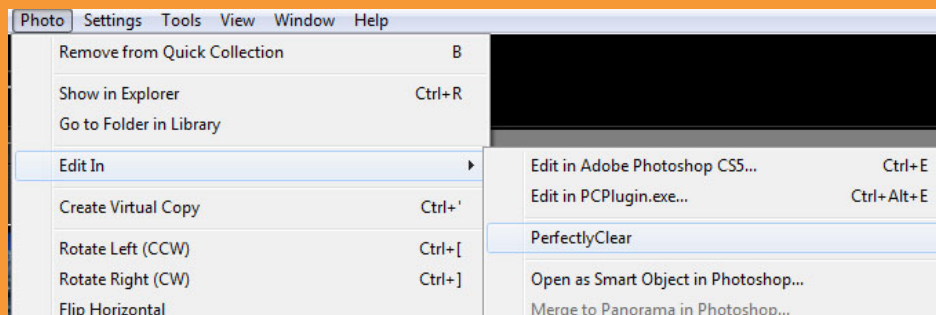 Photo Settings Tools View Window Help
Remove from Quick Collection B
Show in Explorer Ctrl+R
Go to Folder in Library
Edit In
Edit in Adobe Photoshop CS5... Ctrl+E
Edit in PCPlugin.exe... Ctrl+Alt+E
Create Virtual Copy Ctrl+'
PerfectlyClear
Rotate Left (CCW) Ctrl+[
Rotate Right (CW) Ctrl+]
Open as Smart Object in Photoshop...
Flip Horizontal
Merge to Panorama in Photoshop...